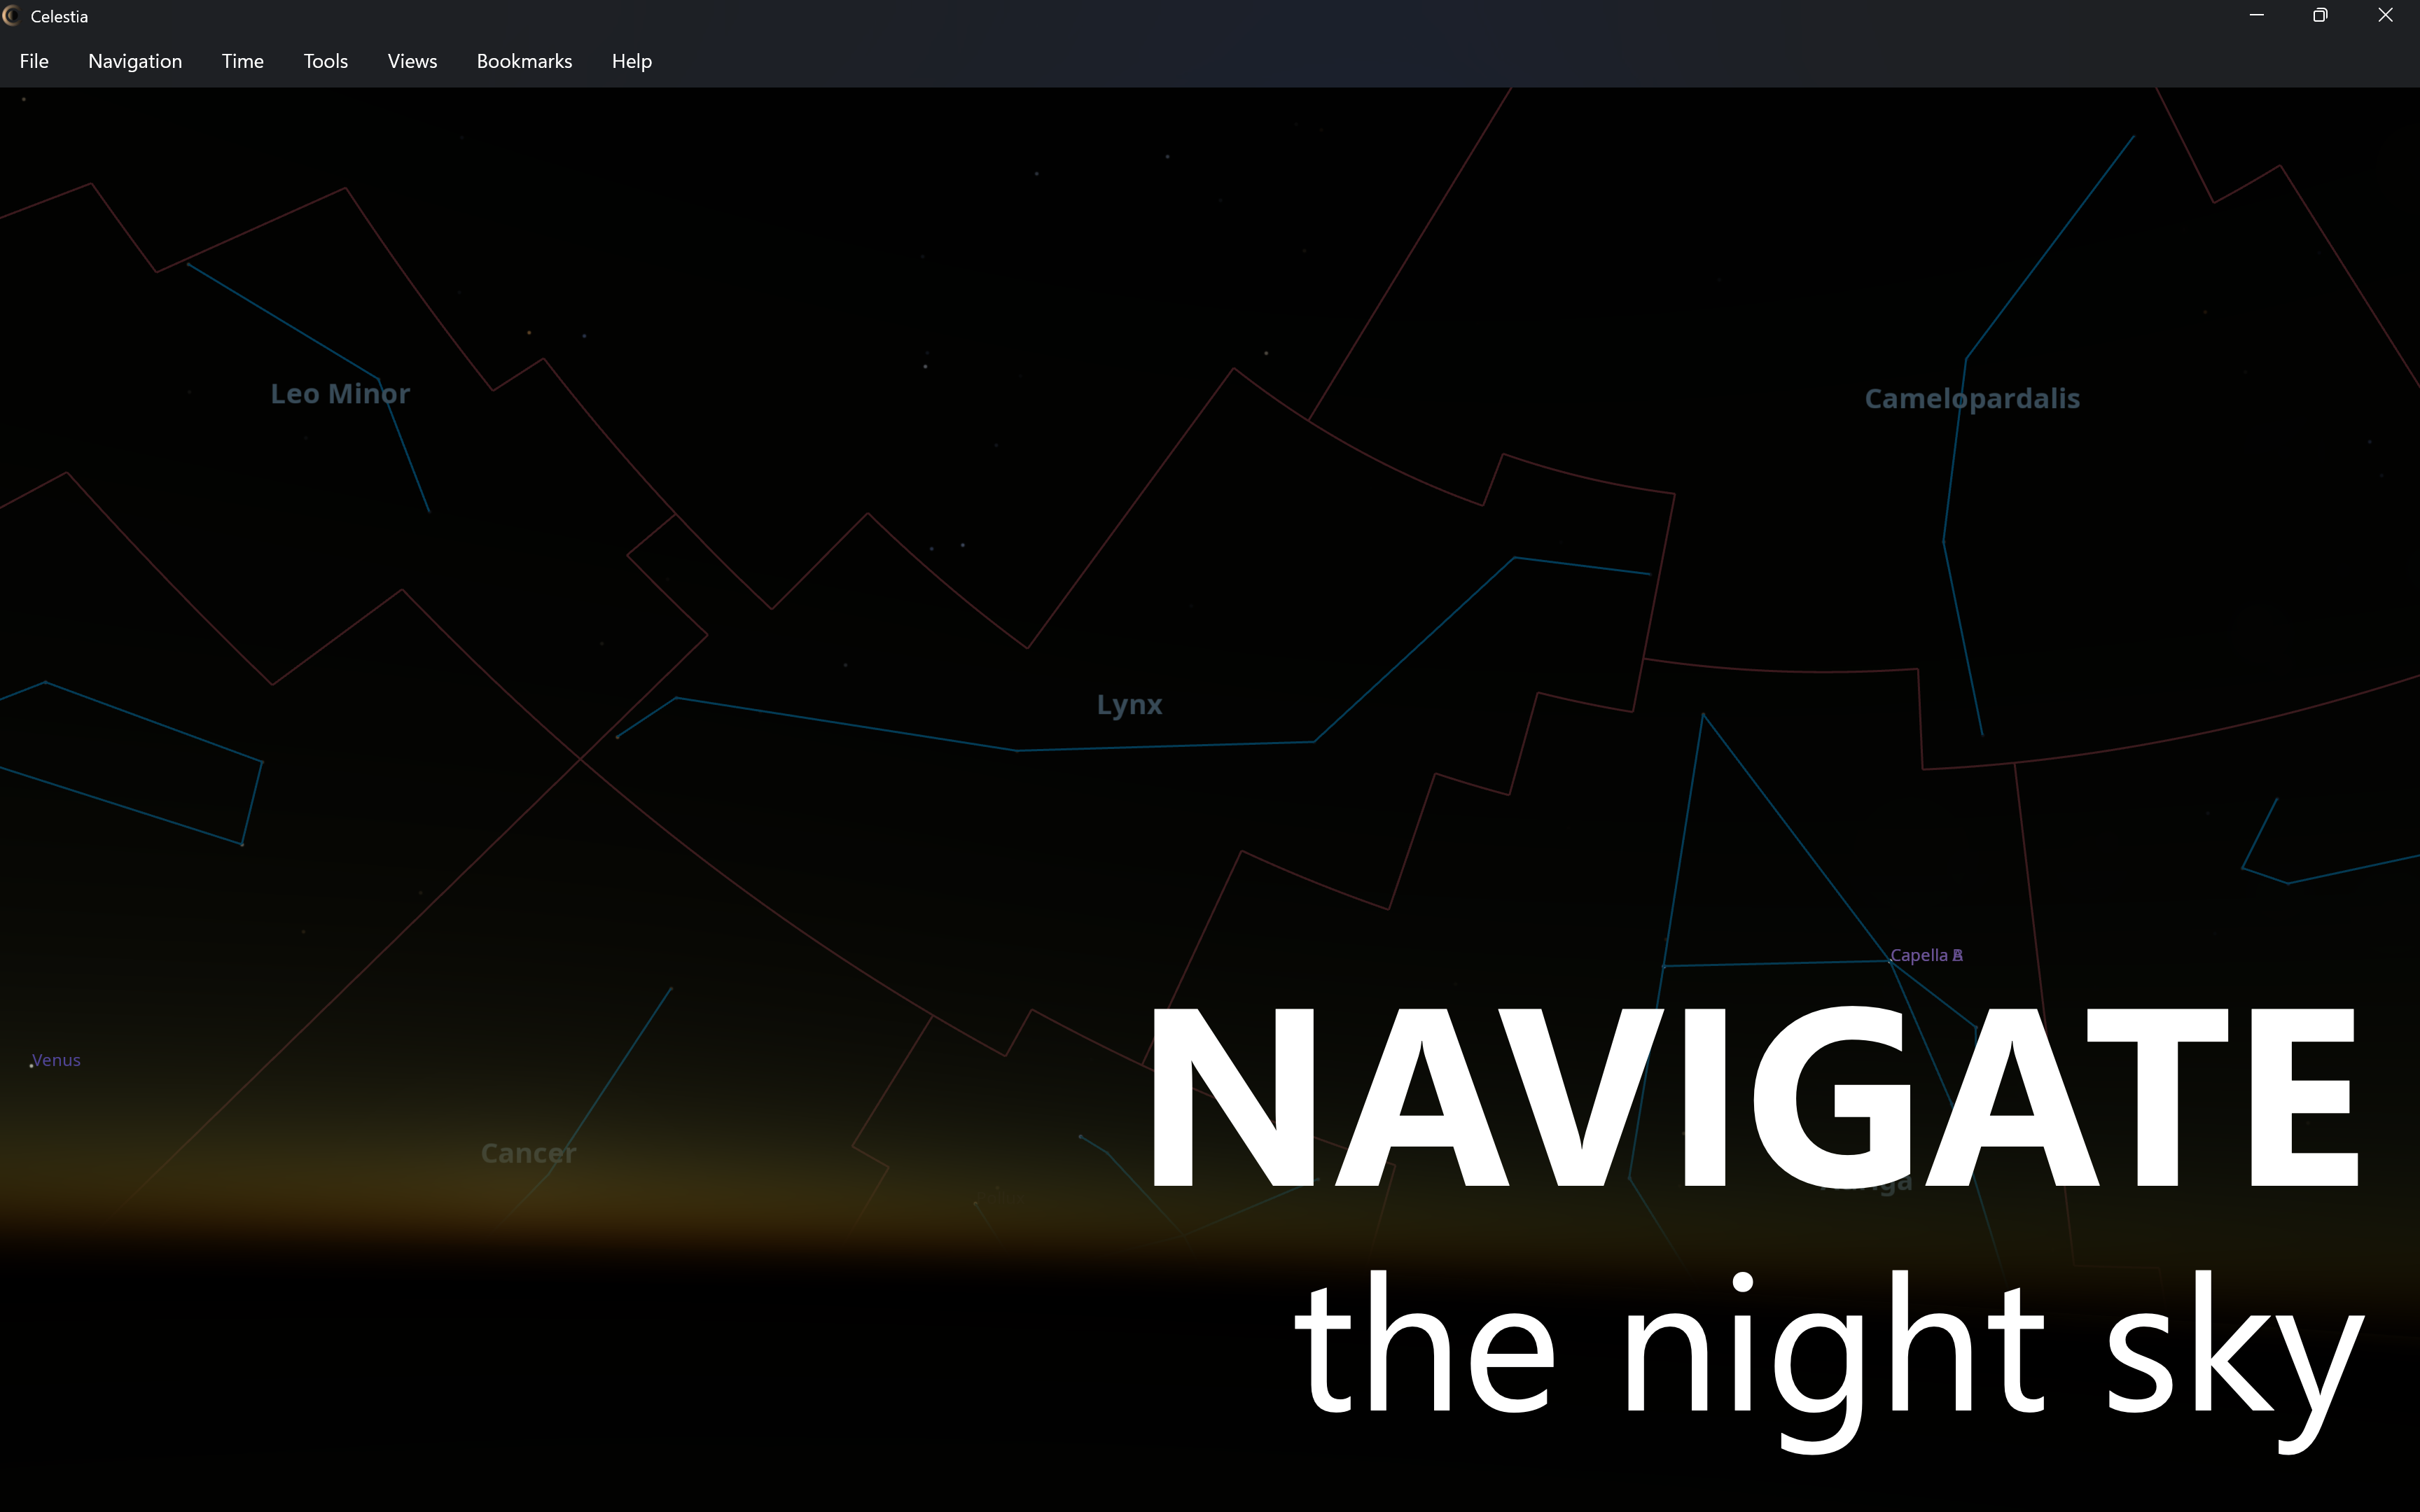 Celestia
File Navigation Time Tools Views Bookmarks Help
Leo Minor
Camelopardalis
Lynx
Capella
Venus
Cancer
NAVIGATE
the night sky